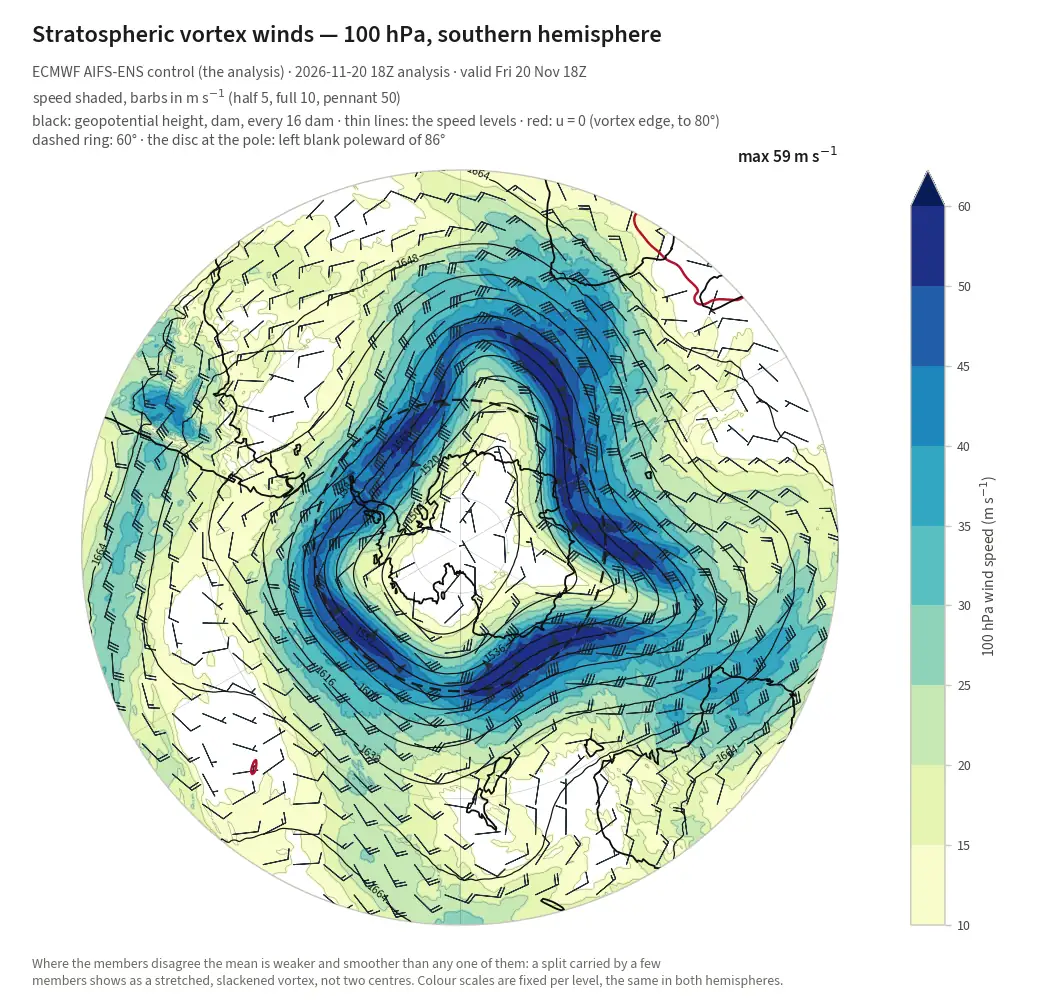 Stratospheric vortex winds — 100 hPa, southern hemisphere
ECMWF AIFS-ENS control (the analysis) · 2026-11-20 18Z analysis · valid Fri 20 Nov 18Z
speed shaded, barbs in m s⁻¹ (half 5, full 10, pennant 50)
black: geopotential height, dam, every 16 dam · thin lines: the speed levels · red: u = 0 (vortex edge, to 80°)
dashed ring: 60° · the disc at the pole: left blank poleward of 86°
max 59 m s⁻¹
1664
1648
1520
1664
1536
1616
1664
1664
60
50
45
40
35
30
25
20
15
10
100 hPa wind speed (m s⁻¹)
Where the members disagree the mean is weaker and smoother than any one of them: a split carried by a few
members shows as a stretched, slackened vortex, not two centres. Colour scales are fixed per level, the same in both hemispheres.